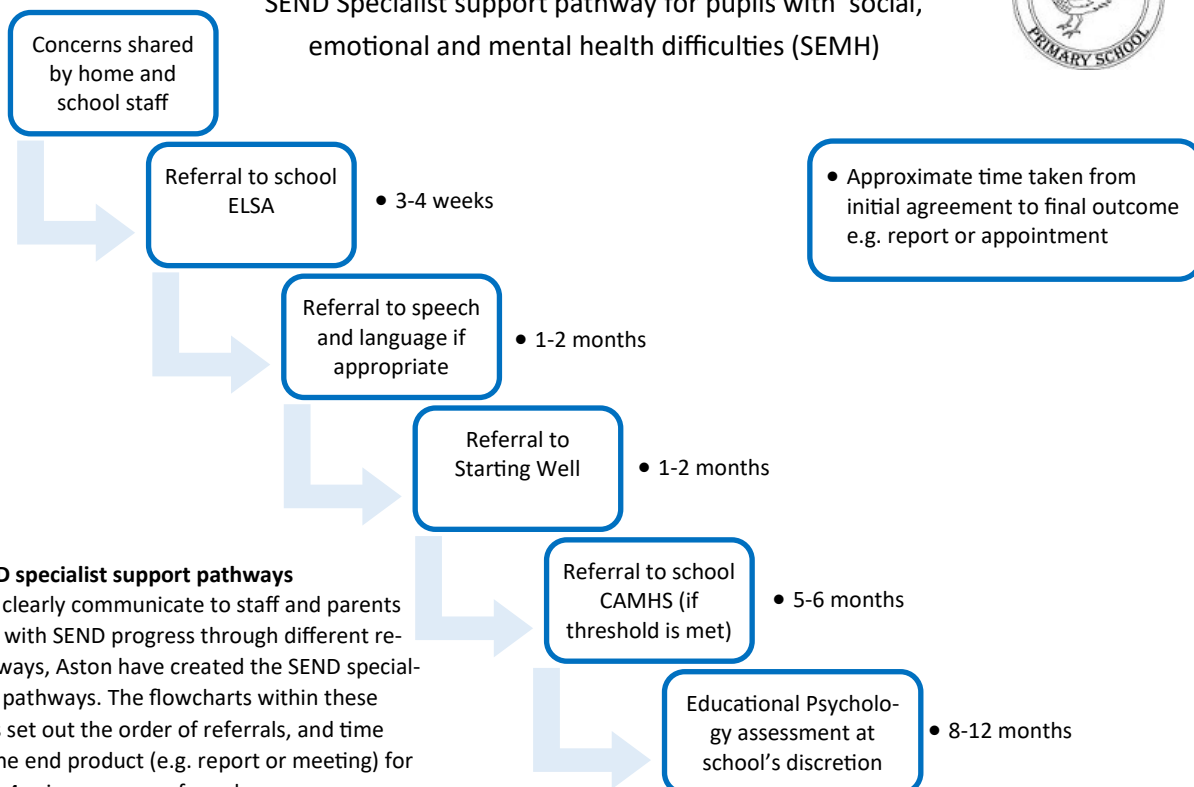 SEND Specialist support pathway for pupils with social,
emotional and mental health difficulties (SEMH)
PRIMARY SCHOOL
Concerns shared
by home and
school staff
Referral to school
ELSA
• 3-4 weeks
• Approximate time taken from
initial agreement to final outcome
e.g. report or appointment
Referral to speech
and language if
appropriate
• 1-2 months
Referral to
Starting Well
• 1-2 months
Referral to school
CAMHS (if
threshold is met)
• 5-6 months
Educational Psycholo-
gy assessment at
school’s discretion
• 8-12 months
D specialist support pathways
clearly communicate to staff and parents
with SEND progress through different re-
ways, Aston have created the SEND special-
pathways. The flowcharts within these
s set out the order of referrals, and time
he end product (e.g. report or meeting) for